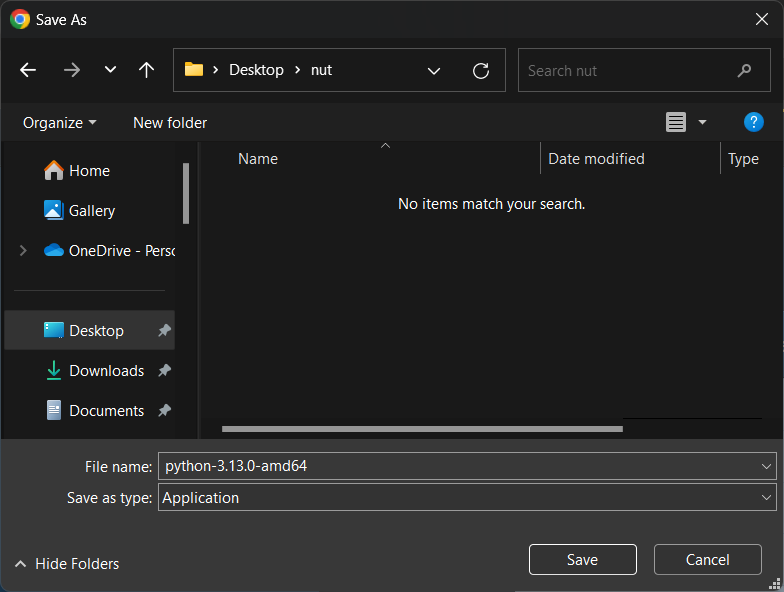 Save As
Desktop nut
Search nut
Organize New folder
?
Name Date modified Type
No items match your search.
Home
Gallery
OneDrive - Perso
Desktop
Downloads
Documents
File name: python-3.13.0-amd64
Save as type: Application
Hide Folders Save Cancel